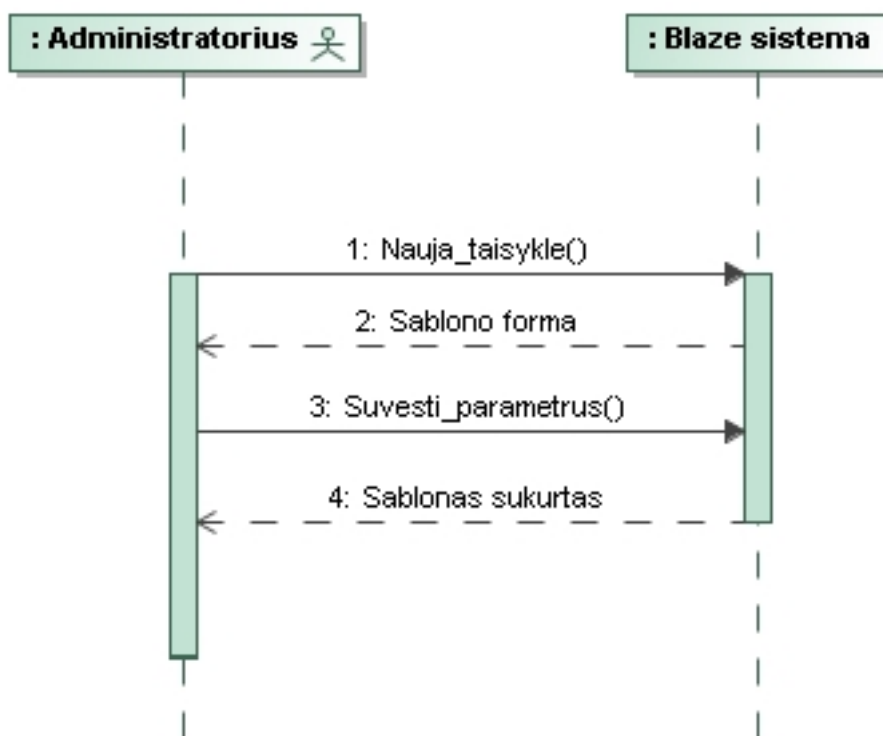 : Administratorius
: Blaze sistema
1: Nauja_taisykle()
2: Sablono forma
3: Suvesti_parametrus()
4: Sablonas sukurtas